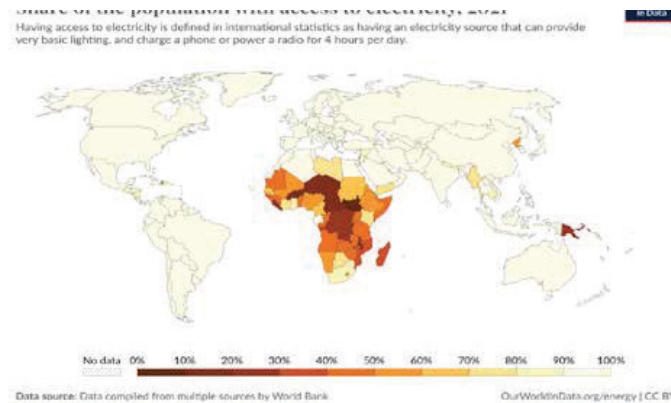 Share of the population with access to electricity, 2021
in Data
Having access to electricity is defined in international statistics as having an electricity source that can provide
very basic lighting, and charge a phone or power a radio for 4 hours per day.
No data 0% 10% 20% 30% 40% 50% 60% 70% 80% 90% 100%
Data source: Data compiled from multiple sources by World Bank
OurWorldInData.org/energy | CC BY